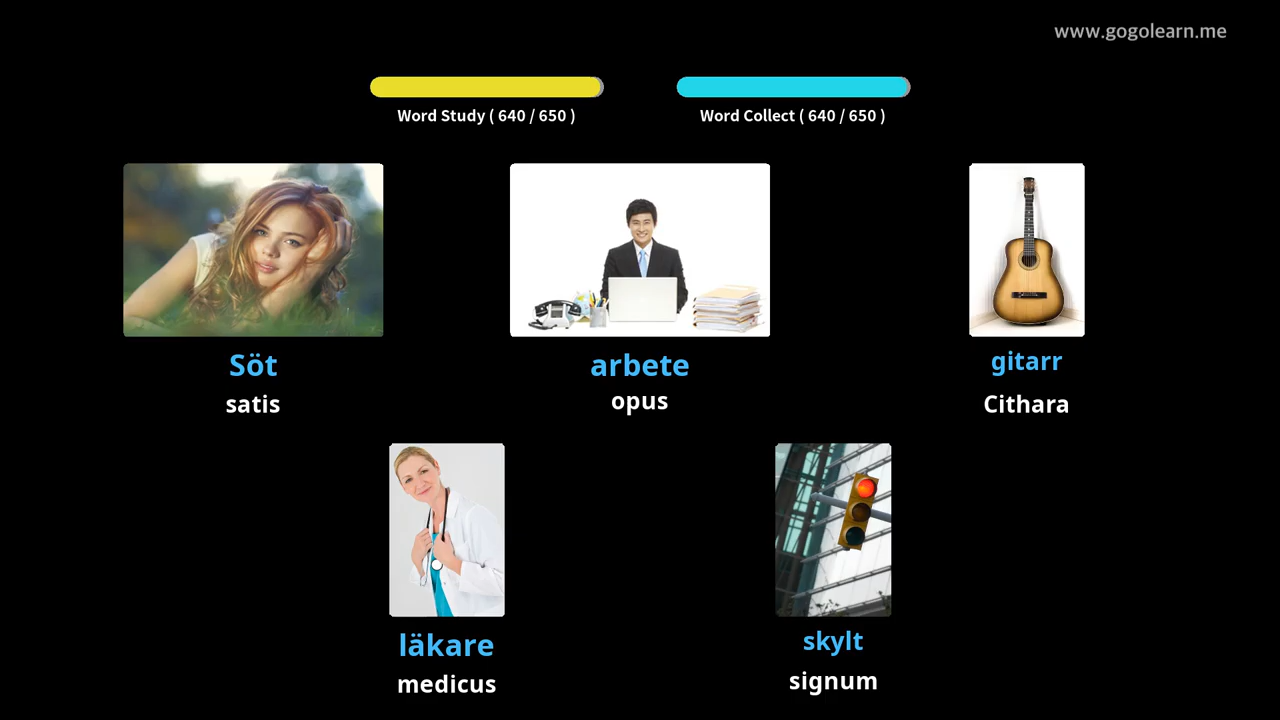 www.gogolearn.me
Word Study ( 640 / 650 )
Word Collect ( 640 / 650 )
Söt
satis
arbete
opus
gitarr
Cithara
läkare
medicus
skylt
signum